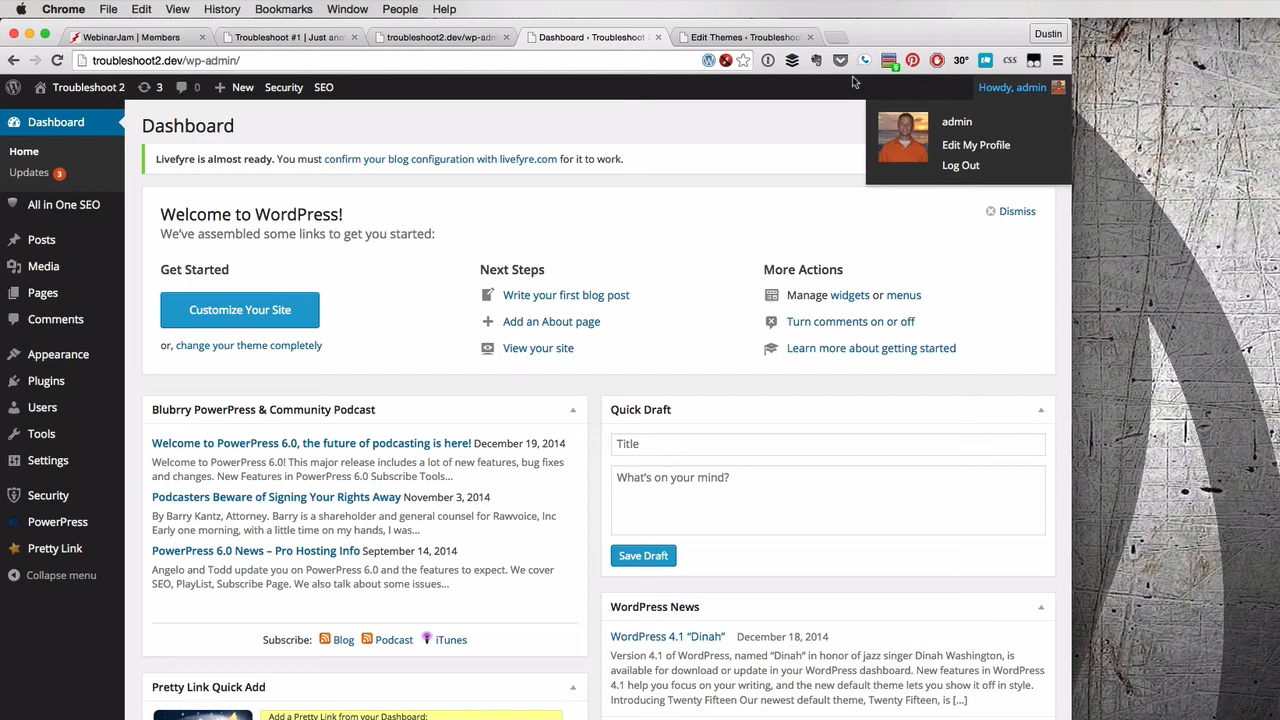 Chrome File Edit View History Bookmarks Window People Help
WebinarJam | Members
Troubleshoot #1 | Just ano
troubleshoot2.dev/wp-adm
Dashboard ‹ Troubleshoot
Edit Themes ‹ Troubleshoo
Dustin
troubleshoot2.dev/wp-admin/
30°
CSS
Troubleshoot 2 3 0 New Security SEO
Howdy, admin
admin
Edit My Profile
Log Out
Dashboard
Home
Updates 3
All in One SEO
Posts
Media
Pages
Comments
Appearance
Plugins
Users
Tools
Settings
Security
PowerPress
Pretty Link
Collapse menu
Dashboard
Livefyre is almost ready. You must confirm your blog configuration with livefyre.com for it to work.
Welcome to WordPress!
Dismiss
We've assembled some links to get you started:
Get Started
Customize Your Site
or, change your theme completely
Next Steps
Write your first blog post
Add an About page
View your site
More Actions
Manage widgets or menus
Turn comments on or off
Learn more about getting started
Blubrry PowerPress & Community Podcast
Welcome to PowerPress 6.0, the future of podcasting is here! December 19, 2014
Welcome to PowerPress 6.0! This major release includes a lot of new features, bug fixes
and changes. New Features in PowerPress 6.0 Subscribe Tools...
Podcasters Beware of Signing Your Rights Away November 3, 2014
By Barry Kantz, Attorney. Barry is a shareholder and general counsel for Rawvoice, Inc
Early one morning, with a little time on my hands, I was...
PowerPress 6.0 News – Pro Hosting Info September 14, 2014
Angelo and Todd update you on PowerPress 6.0 and the features to expect. We cover
SEO, PlayList, Subscribe Page. We also talk about some issues...
Subscribe: Blog Podcast iTunes
Pretty Link Quick Add
Add a Pretty Link from your Dashboard:
Quick Draft
Title
What's on your mind?
Save Draft
WordPress News
WordPress 4.1 “Dinah” December 18, 2014
Version 4.1 of WordPress, named “Dinah” in honor of jazz singer Dinah Washington, is
available for download or update in your WordPress dashboard. New features in WordPress
4.1 help you focus on your writing, and the new default theme lets you show it off in style.
Introducing Twenty Fifteen Our newest default theme, Twenty Fifteen, is […]